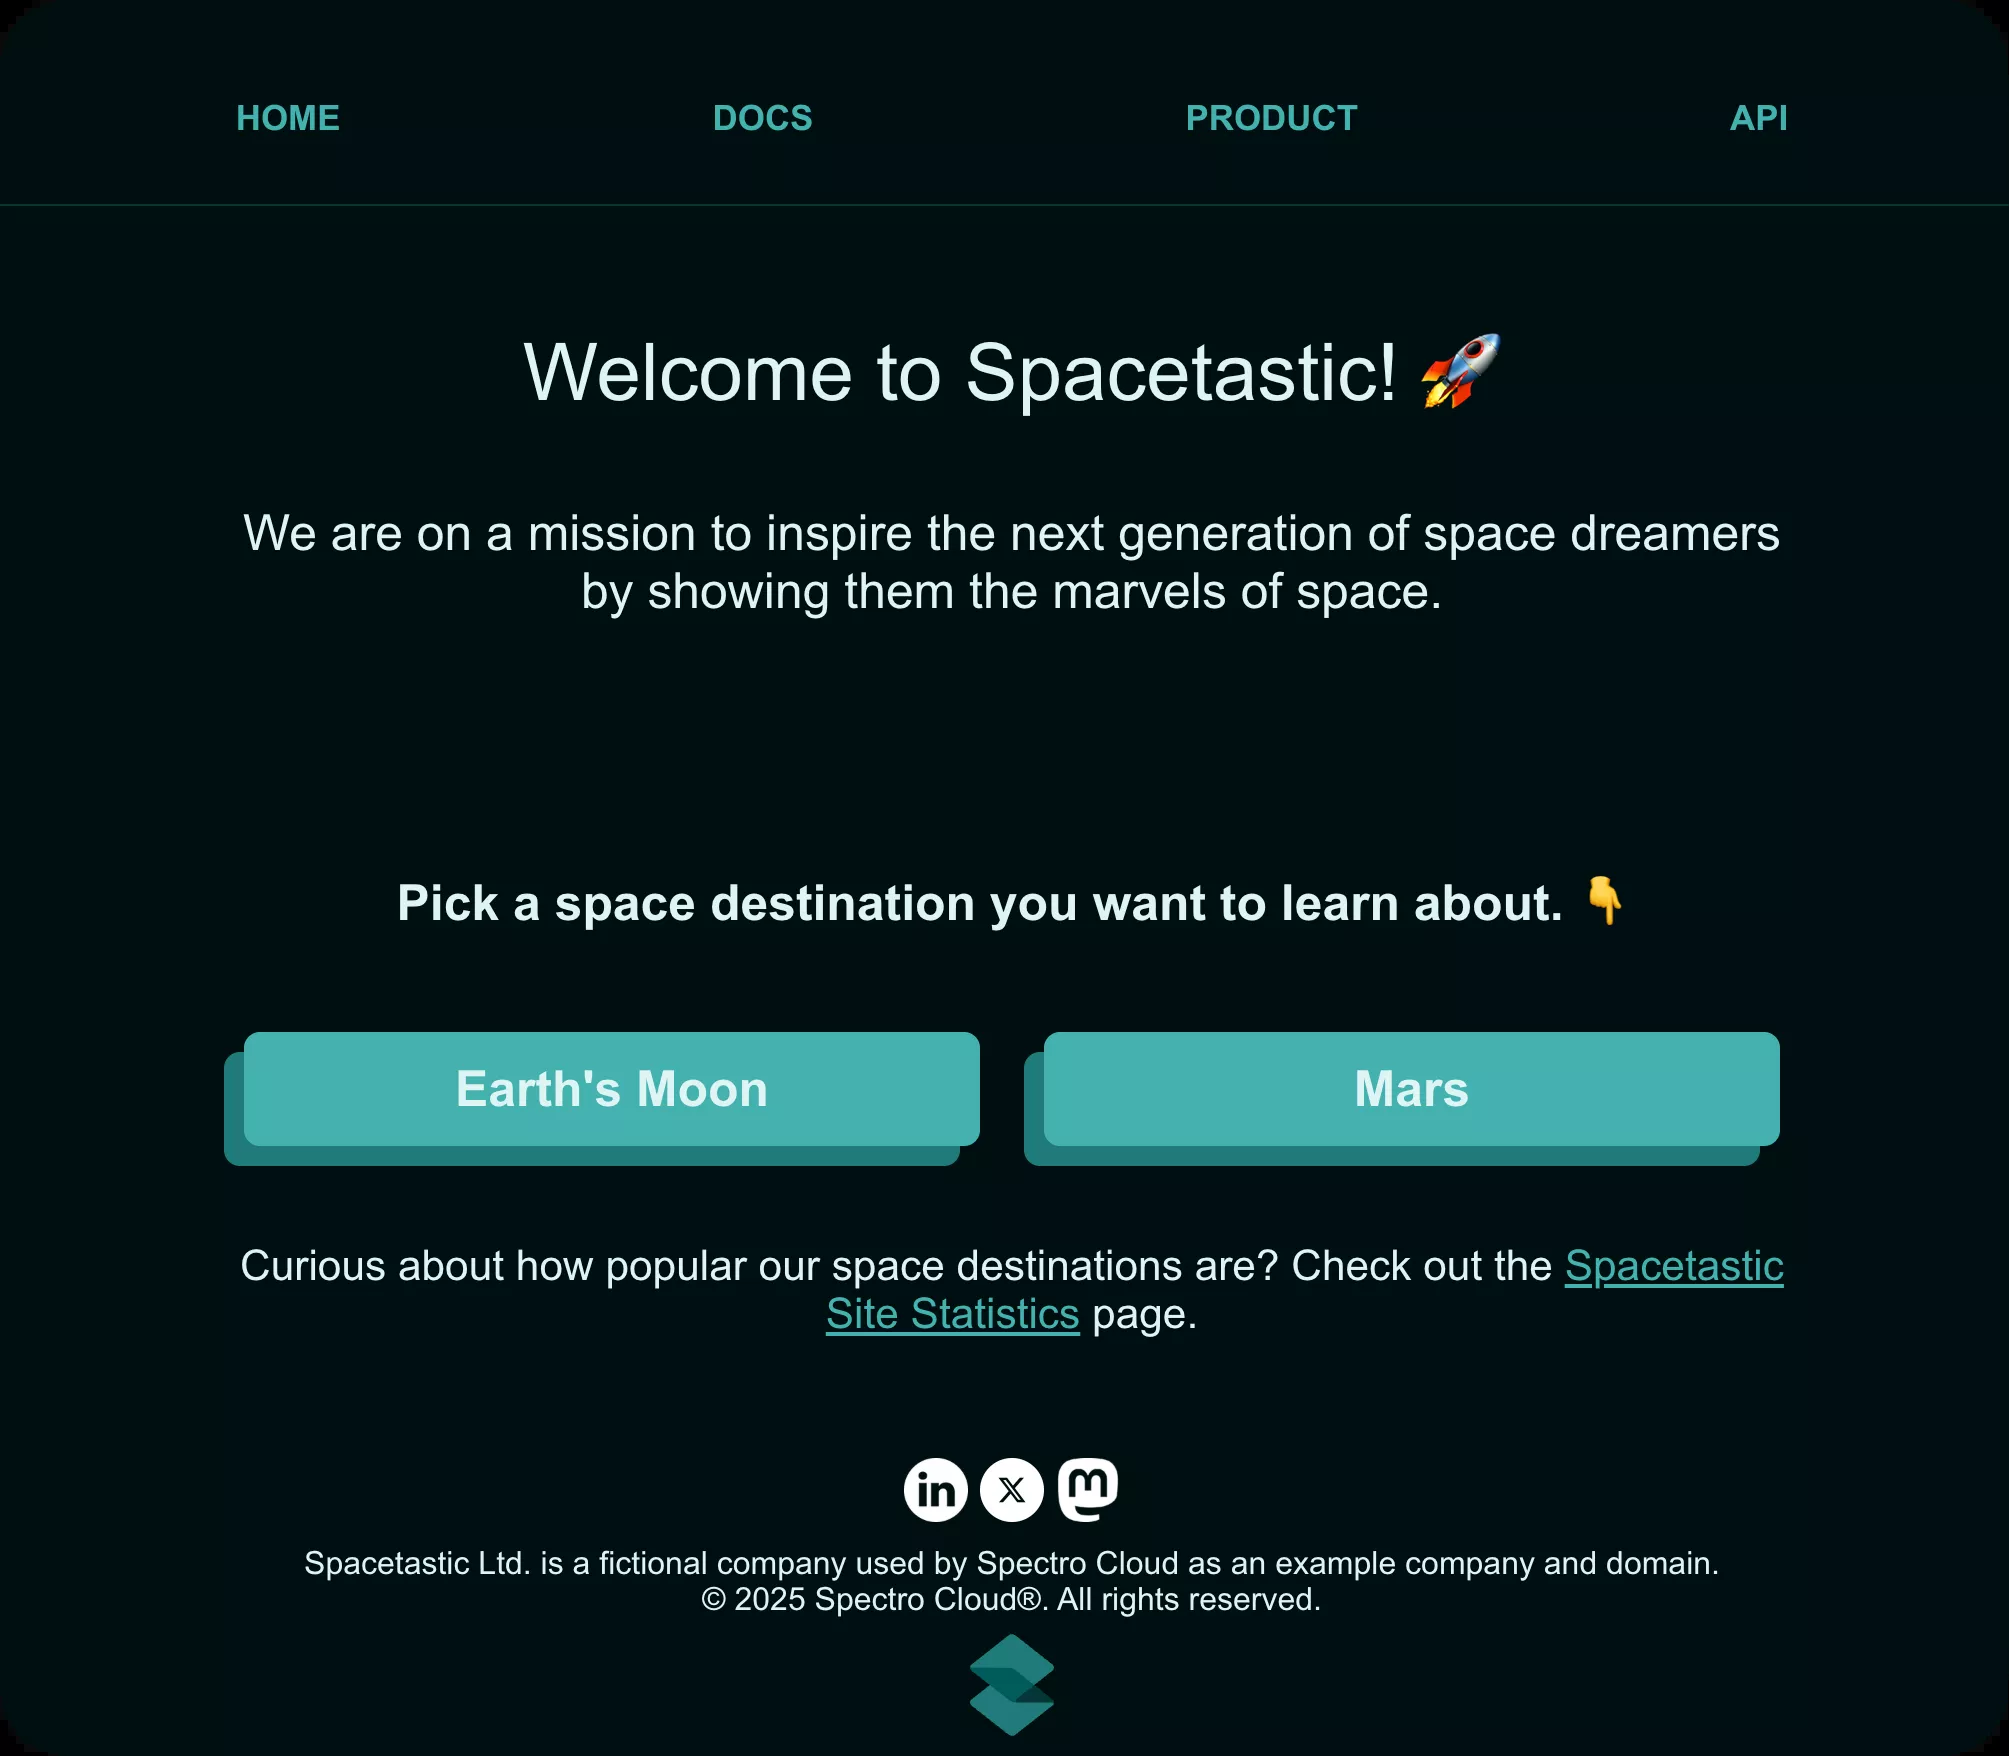 HOME DOCS PRODUCT API
Welcome to Spacetastic! 🚀
We are on a mission to inspire the next generation of space dreamers
by showing them the marvels of space.
Pick a space destination you want to learn about. 👇
Earth's Moon Mars
Curious about how popular our space destinations are? Check out the Spacetastic
Site Statistics page.
in X m
Spacetastic Ltd. is a fictional company used by Spectro Cloud as an example company and domain.
© 2025 Spectro Cloud®. All rights reserved.